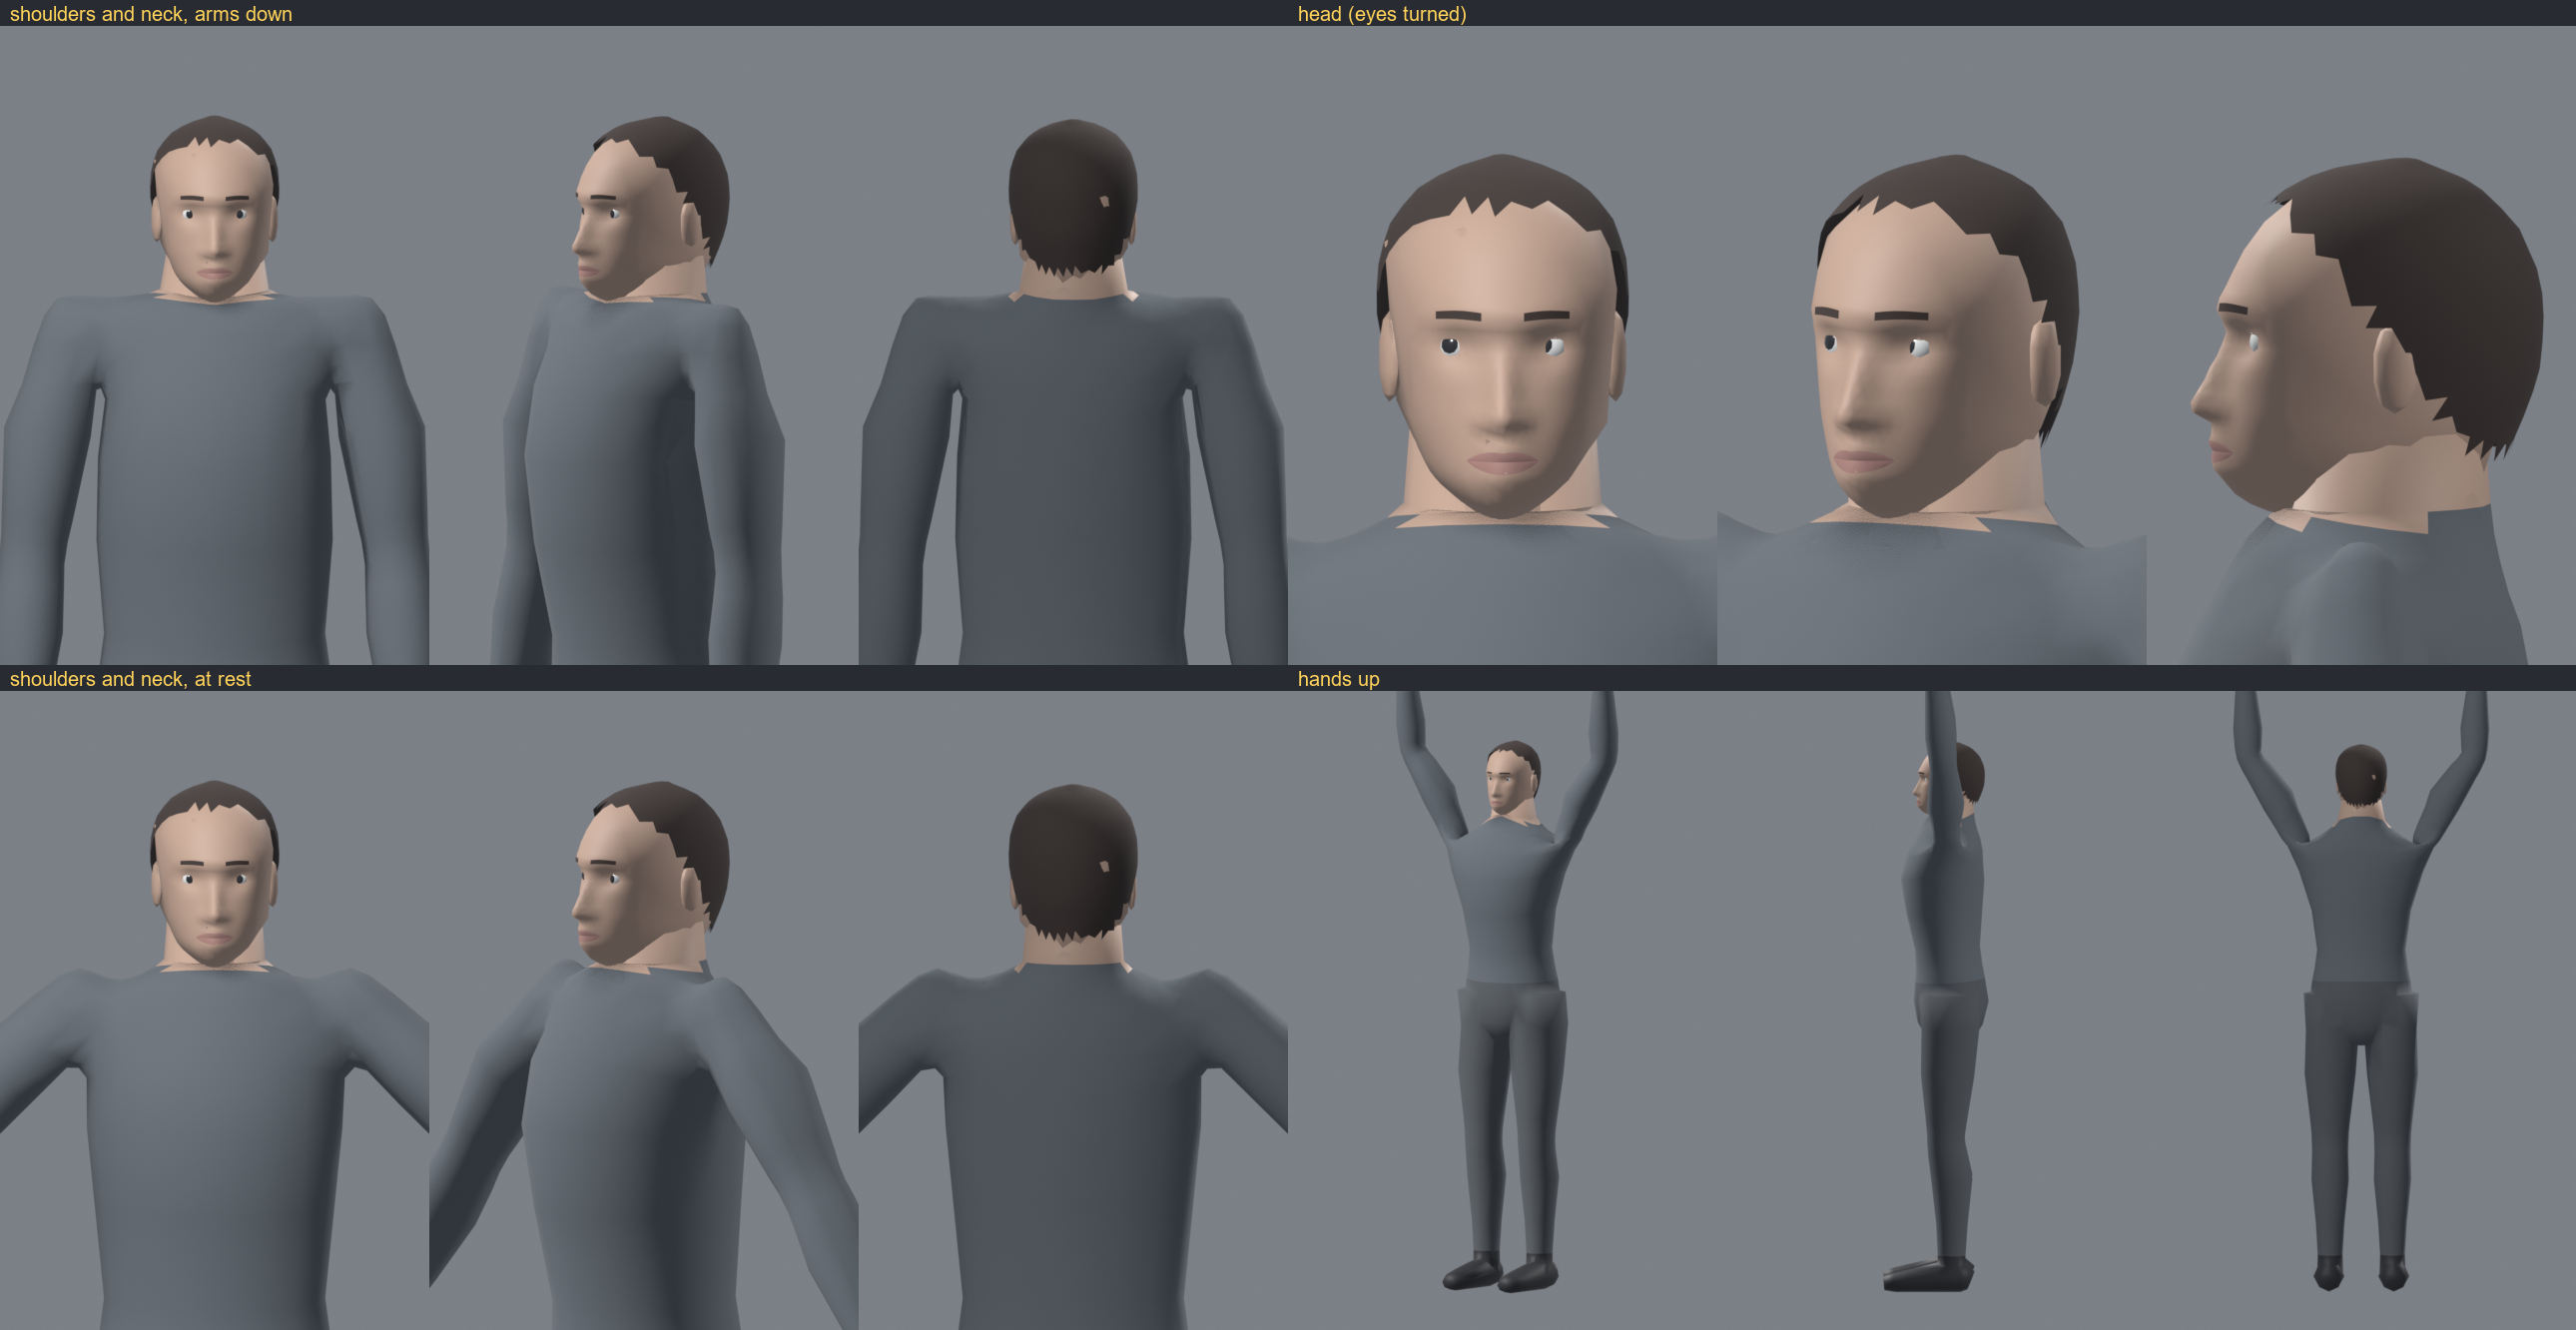 shoulders and neck, arms down
head (eyes turned)
shoulders and neck, at rest
hands up